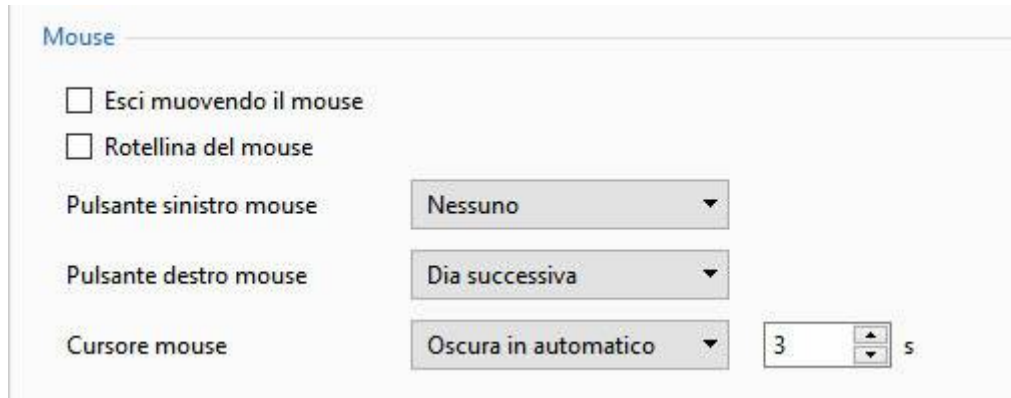 Mouse
Esci muovendo il mouse
Rotellina del mouse
Pulsante sinistro mouse Nessuno
Pulsante destro mouse Dia successiva
Cursore mouse Oscura in automatico 3 s